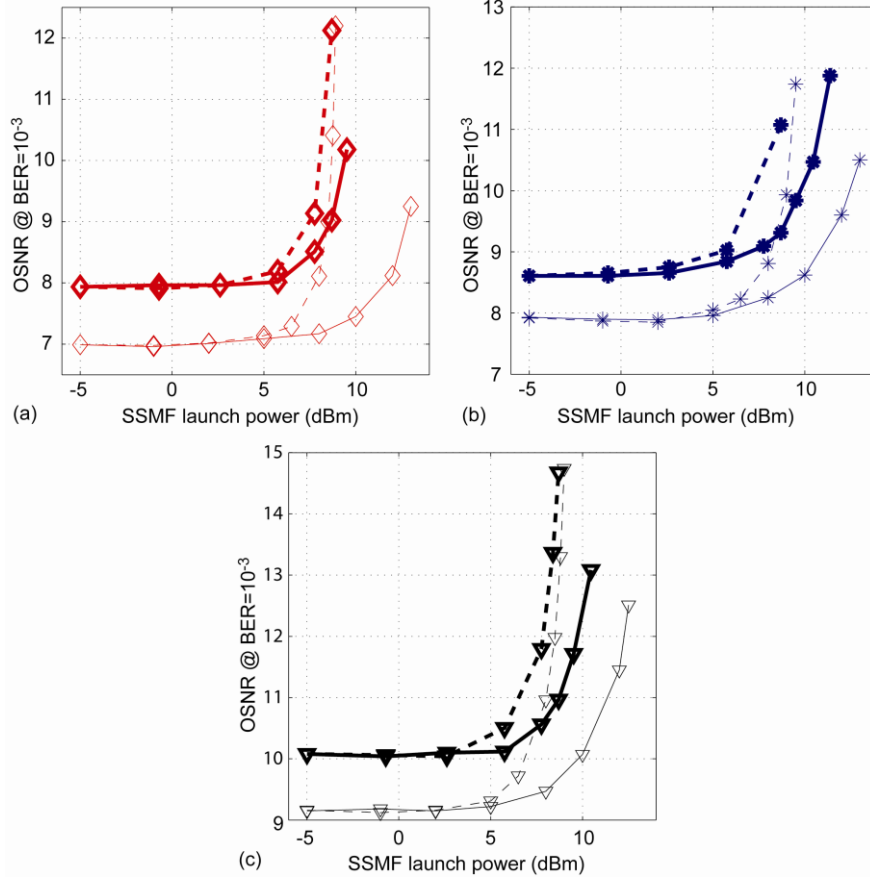 12
11
10
9
8
7
OSNR @ BER=10⁻³
-5 0 5 10
SSMF launch power (dBm)
(a)
13
12
11
10
9
8
7
OSNR @ BER=10⁻³
-5 0 5 10
SSMF launch power (dBm)
(b)
15
14
13
12
11
10
9
OSNR @ BER=10⁻³
-5 0 5 10
SSMF launch power (dBm)
(c)